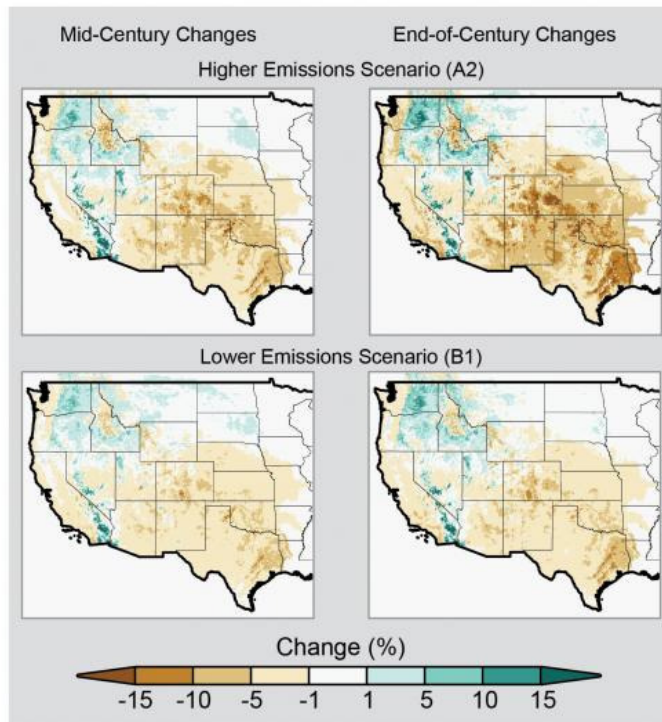 Mid-Century Changes End-of-Century Changes
Higher Emissions Scenario (A2)
Lower Emissions Scenario (B1)
Change (%)
-15 -10 -5 -1 1 5 10 15